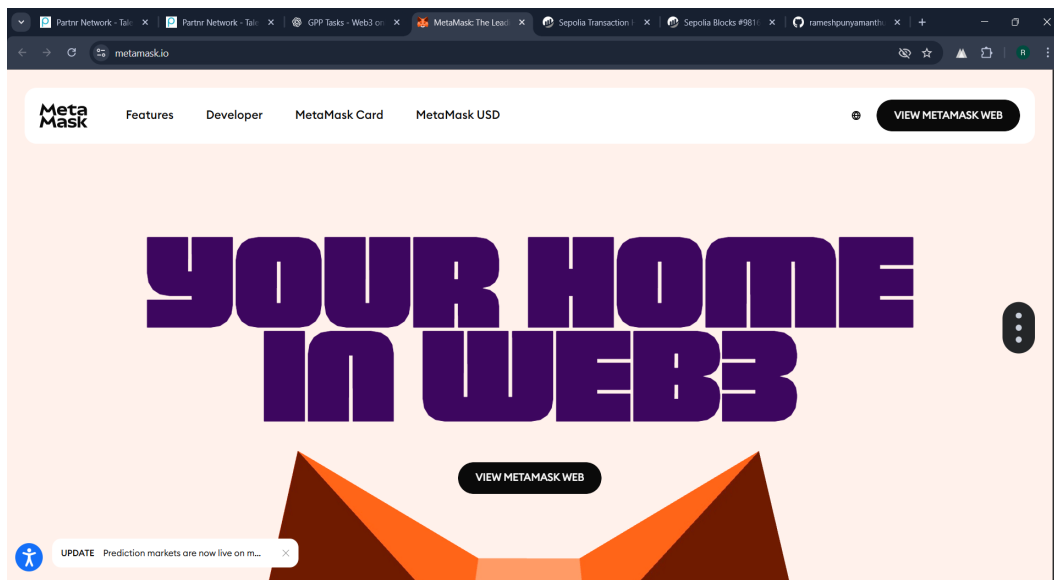 Partnr Network - Tale
Partnr Network - Tale
GPP Tasks - Web3 on
MetaMask: The Lead
Sepolia Transaction
Sepolia Blocks #981
rameshpunyamanth
metamask.io
R
Meta
Mask
Features
Developer
MetaMask Card
MetaMask USD
VIEW METAMASK WEB
YOUR HOME
IN WEB3
VIEW METAMASK WEB
UPDATE Prediction markets are now live on m...